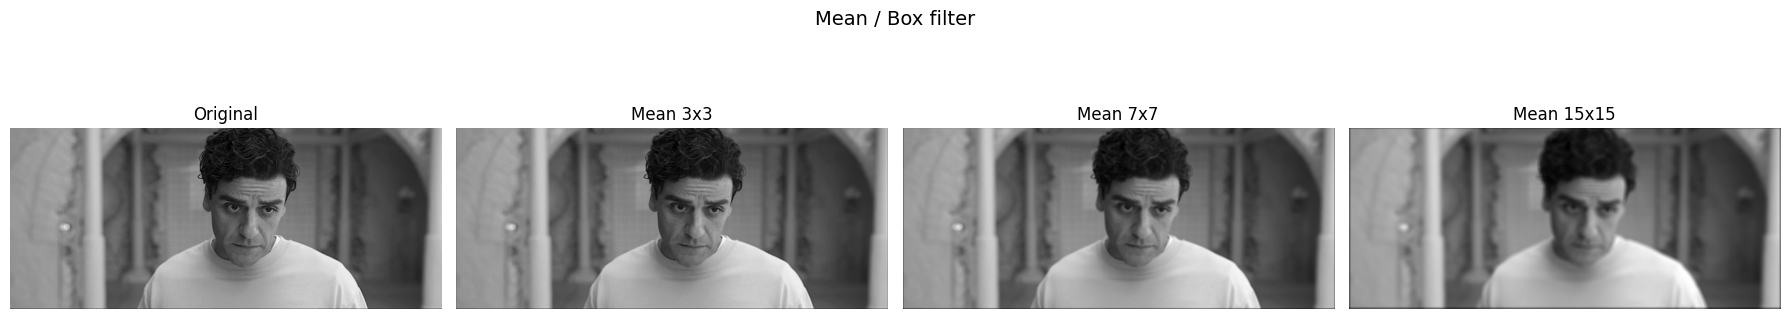 Mean / Box filter
Original
Mean 3x3
Mean 7x7
Mean 15x15